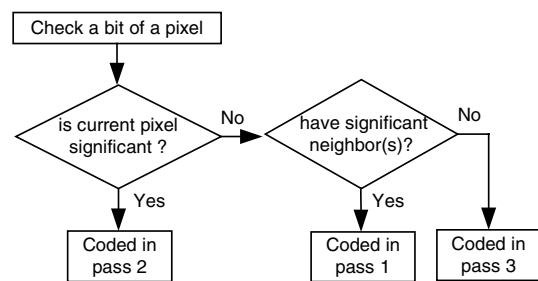 Check a bit of a pixel
is current pixel
significant ?
No
have significant
neighbor(s)?
No
Yes
Yes
Coded in
pass 2
Coded in
pass 1
Coded in
pass 3